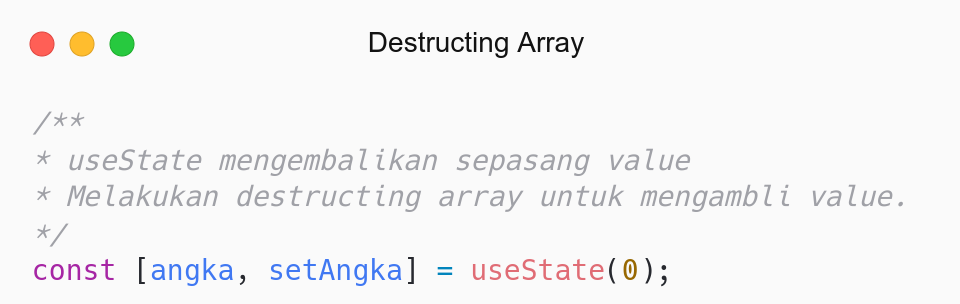 Destructing Array
/**
* useState mengembalikan sepasang value
* Melakukan destructing array untuk mengambli value.
*/
const [angka, setAngka] = useState(0);